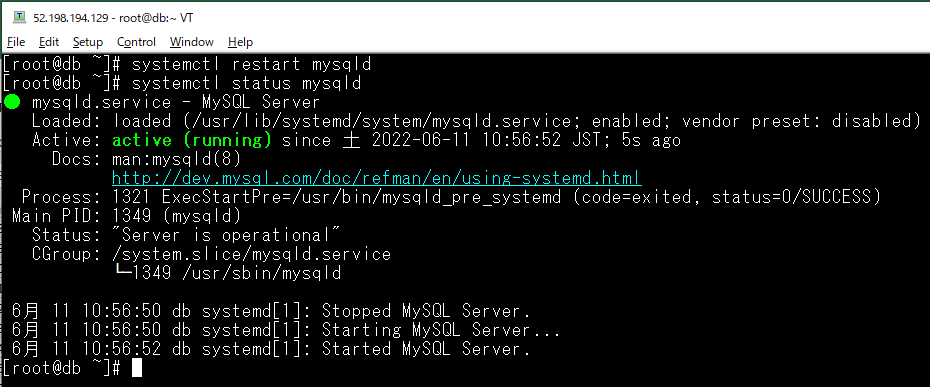 52.198.194.129 - root@db:~ VT
File Edit Setup Control Window Help
[root@db ~]# systemctl restart mysqld
[root@db ~]# systemctl status mysqld
● mysqld.service - MySQL Server
Loaded: loaded (/usr/lib/systemd/system/mysqld.service; enabled; vendor preset: disabled)
Active: active (running) since 土 2022-06-11 10:56:52 JST; 5s ago
Docs: man:mysqld(8)
http://dev.mysql.com/doc/refman/en/using-systemd.html
Process: 1321 ExecStartPre=/usr/bin/mysqld_pre_systemd (code=exited, status=0/SUCCESS)
Main PID: 1349 (mysqld)
Status: "Server is operational"
CGroup: /system.slice/mysqld.service
└─1349 /usr/sbin/mysqld
6月 11 10:56:50 db systemd[1]: Stopped MySQL Server.
6月 11 10:56:50 db systemd[1]: Starting MySQL Server...
6月 11 10:56:52 db systemd[1]: Started MySQL Server.
[root@db ~]#